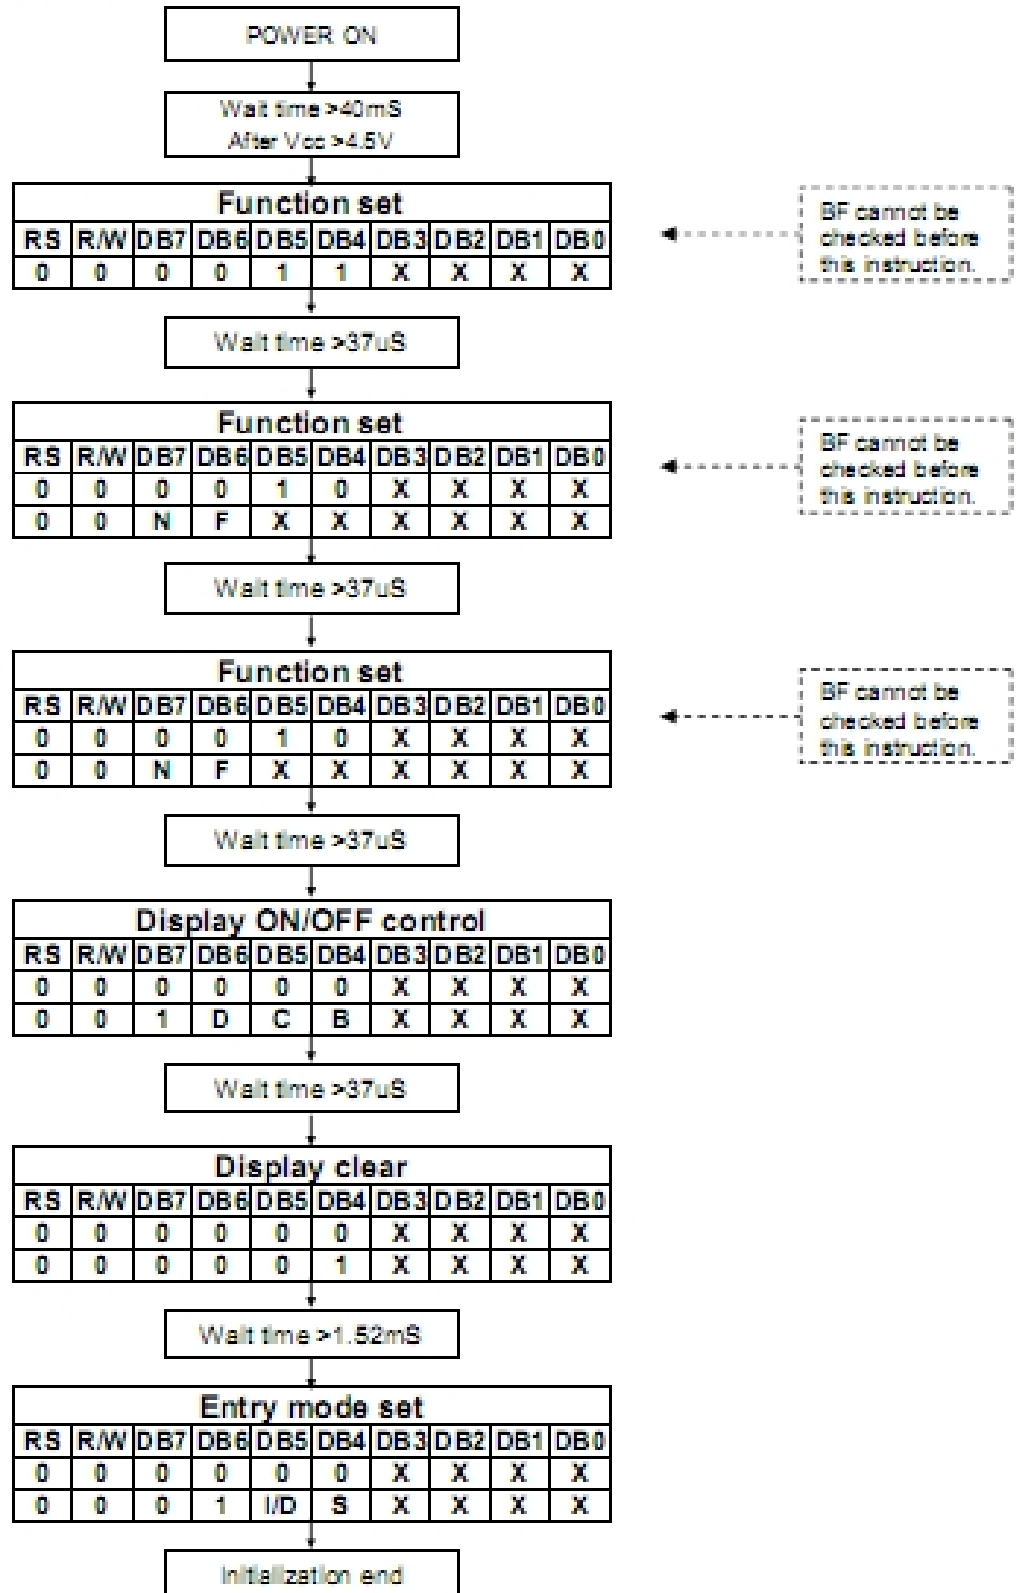 POWER ON
Wait time >40mS
After Vcc >4.5V
Function set
RS R/W DB7 DB6 DB5 DB4 DB3 DB2 DB1 DB0
0 0 0 0 1 1 X X X X
BF cannot be
checked before
this instruction.
Wait time >37uS
Function set
RS R/W DB7 DB6 DB5 DB4 DB3 DB2 DB1 DB0
0 0 0 0 1 0 X X X X
0 0 N F X X X X X X
BF cannot be
checked before
this instruction.
Wait time >37uS
Function set
RS R/W DB7 DB6 DB5 DB4 DB3 DB2 DB1 DB0
0 0 0 0 1 0 X X X X
0 0 N F X X X X X X
BF cannot be
checked before
this instruction.
Wait time >37uS
Display ON/OFF control
RS R/W DB7 DB6 DB5 DB4 DB3 DB2 DB1 DB0
0 0 0 0 0 0 X X X X
0 0 1 D C B X X X X
Wait time >37uS
Display clear
RS R/W DB7 DB6 DB5 DB4 DB3 DB2 DB1 DB0
0 0 0 0 0 0 X X X X
0 0 0 0 0 1 X X X X
Wait time >1.52mS
Entry mode set
RS R/W DB7 DB6 DB5 DB4 DB3 DB2 DB1 DB0
0 0 0 0 0 0 X X X X
0 0 0 1 I/D S X X X X
Initialization end